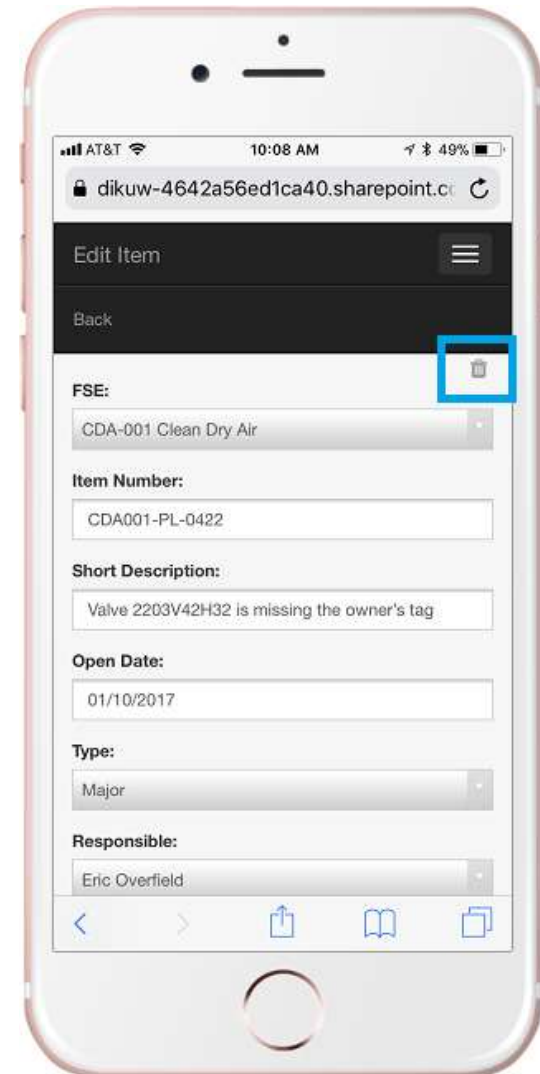 AT&T 10:08 AM 49%
dikuw-4642a56ed1ca40.sharepoint.cc
Edit Item
Back
FSE:
CDA-001 Clean Dry Air
Item Number:
CDA001-PL-0422
Short Description:
Valve 2203V42H32 is missing the owner's tag
Open Date:
01/10/2017
Type:
Major
Responsible:
Eric Overfield